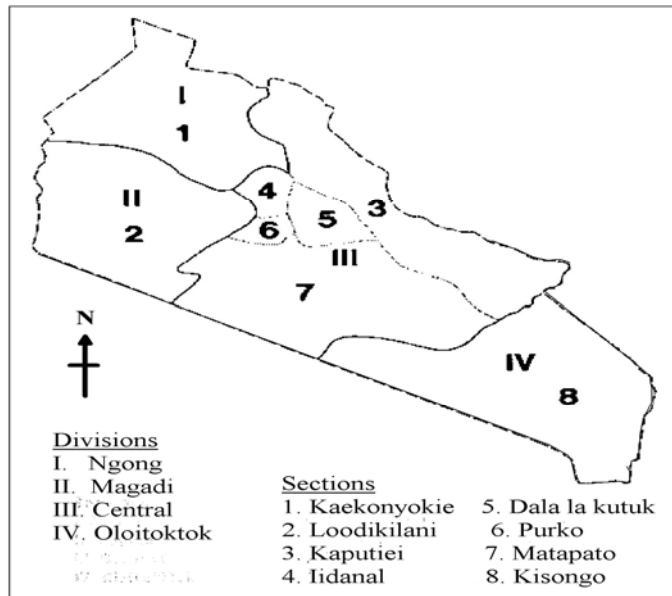 I
1
II
2
4
5
3
6
III
7
IV
8
N
Divisions
I. Ngong
II. Magadi
III. Central
IV. Oloitoktok
Sections
1. Kaekonyokie
2. Loodikilani
3. Kaputiei
4. Iidanal
5. Dala la kutuk
6. Purko
7. Matapato
8. Kisongo